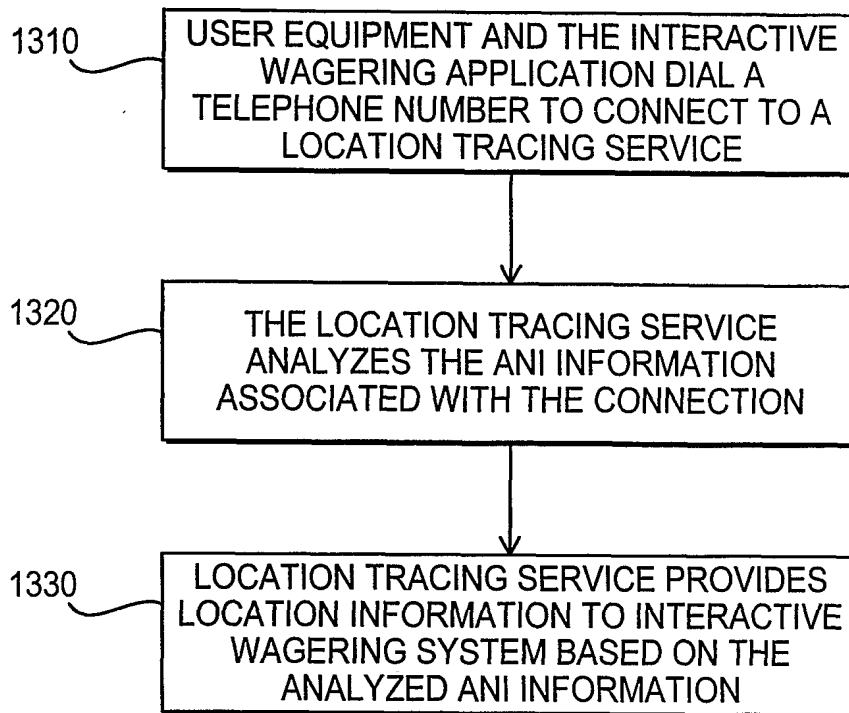 1310
USER EQUIPMENT AND THE INTERACTIVE
WAGERING APPLICATION DIAL A
TELEPHONE NUMBER TO CONNECT TO A
LOCATION TRACING SERVICE
1320
THE LOCATION TRACING SERVICE
ANALYZES THE ANI INFORMATION
ASSOCIATED WITH THE CONNECTION
1330
LOCATION TRACING SERVICE PROVIDES
LOCATION INFORMATION TO INTERACTIVE
WAGERING SYSTEM BASED ON THE
ANALYZED ANI INFORMATION